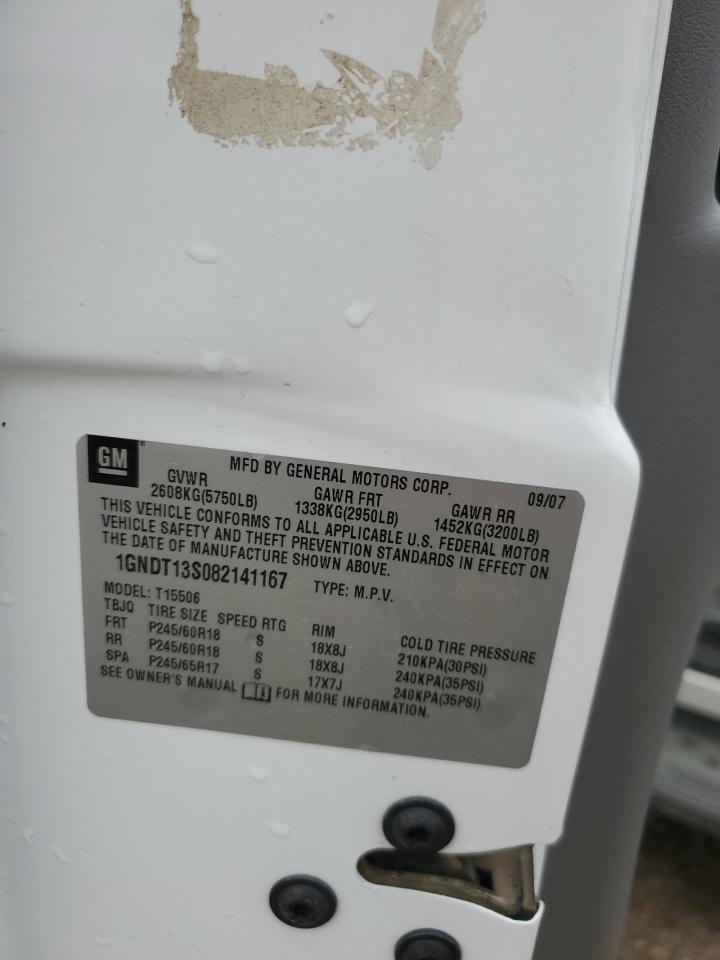 GM
MFD BY GENERAL MOTORS CORP. 09/07
GVWR GAWR FRT GAWR RR
2608KG(5750LB) 1338KG(2950LB) 1452KG(3200LB)
THIS VEHICLE CONFORMS TO ALL APPLICABLE U.S. FEDERAL MOTOR
VEHICLE SAFETY AND THEFT PREVENTION STANDARDS IN EFFECT ON
THE DATE OF MANUFACTURE SHOWN ABOVE.
1GNDT13S082141167 TYPE: M.P.V.
MODEL: T15506
TBJQ TIRE SIZE SPEED RTG RIM COLD TIRE PRESSURE
FRT P245/60R18 S 18X8J 210KPA(30PSI)
RR P245/60R18 S 18X8J 240KPA(35PSI)
SPA P245/65R17 S 17X7J 240KPA(35PSI)
SEE OWNER'S MANUAL FOR MORE INFORMATION.